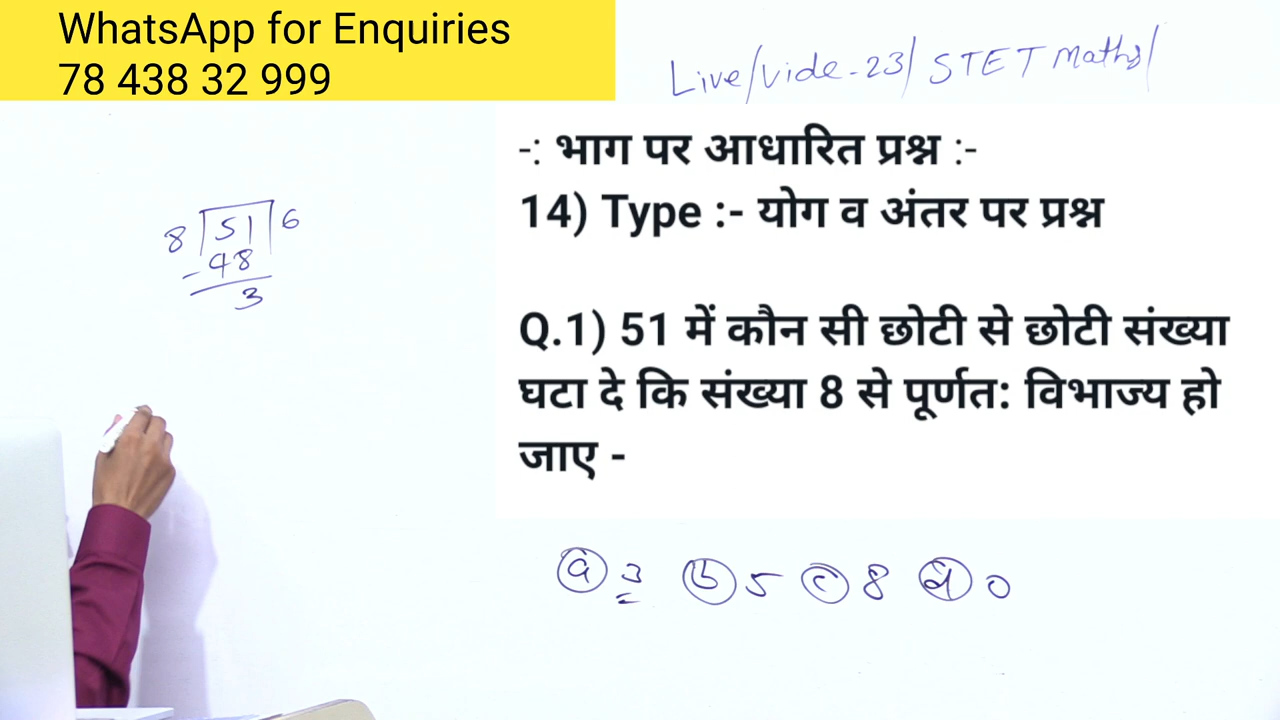 WhatsApp for Enquiries
78 438 32 999
Live/vide-23/ STET Maths/
-: भाग पर आधारित प्रश्न :-
14) Type :- योग व अंतर पर प्रश्न
8 51 6
-48
3
Q.1) 51 में कौन सी छोटी से छोटी संख्या
घटा दे कि संख्या 8 से पूर्णत: विभाज्य हो
जाए -
a 3 b 5 c 8 d 0